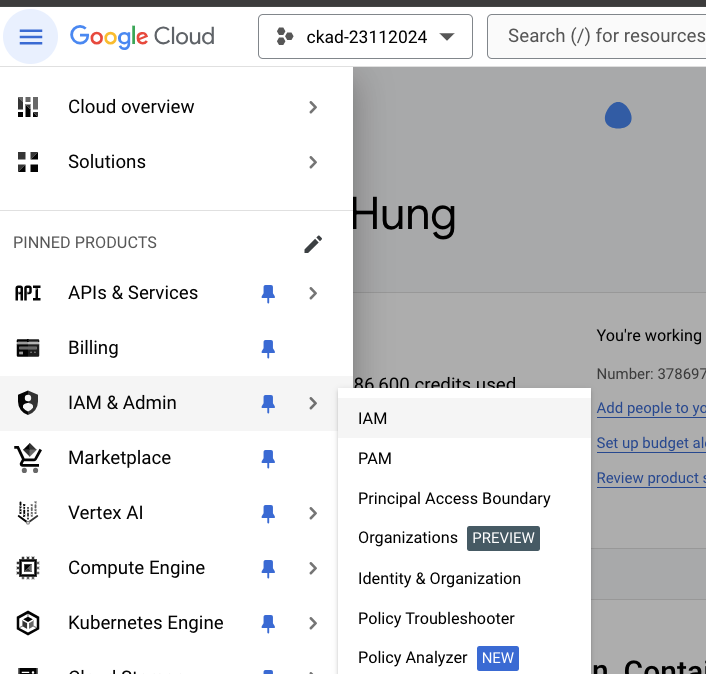 Google Cloud
ckad-23112024
Search (/) for resources
Cloud overview
Solutions
Hung
PINNED PRODUCTS
API APIs & Services
Billing
You're working
Number: 378697
IAM & Admin
86,600 credits used
Add people to yo
IAM
Set up budget ale
Marketplace
PAM
Review product s
Vertex AI
Principal Access Boundary
Organizations PREVIEW
Compute Engine
Identity & Organization
Kubernetes Engine
Policy Troubleshooter
Policy Analyzer NEW